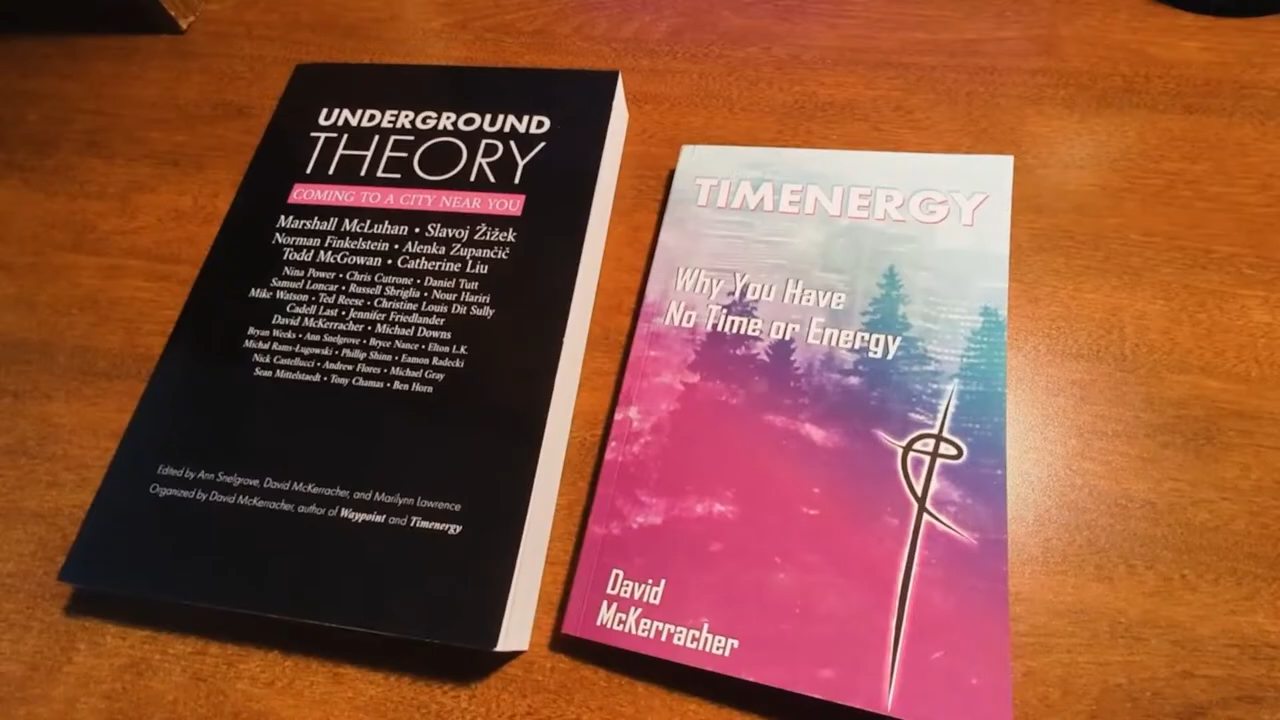 UNDERGROUND
THEORY
COMING TO A CITY NEAR YOU
Marshall McLuhan • Slavoj Žižek
Norman Finkelstein • Alenka Zupančič
Todd McGowan • Catherine Liu
Nina Power • Chris Cutrone • Daniel Tutt
Samuel Loncar • Russell Sbriglia • Nour Hariri
Mike Watson • Ted Reese • Christine Louis Dit Sully
Cadell Last • Jennifer Friedlander
David McKerracher • Michael Downs
Bryan Weeks • Ann Snelgrove • Bryce Nance • Elton L.K.
Michał Rams-Ługowski • Phillip Shinn • Eamon Radecki
Nick Castellucci • Andrew Flores • Michael Gray
Sean Mittelstaedt • Tony Chamas • Ben Horn
Edited by Ann Snelgrove, David McKerracher, and Marilynn Lawrence
Organized by David McKerracher, author of Waypoint and Timenergy
TIMENERGY
Why You Have
No Time or Energy
David
McKerracher